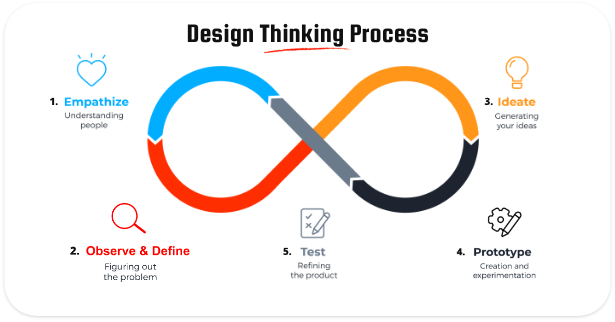 Design Thinking Process
1. Empathize
Understanding
people
2. Observe & Define
Figuring out
the problem
3. Ideate
Generating
your ideas
4. Prototype
Creation and
experimentation
5. Test
Refining
the product